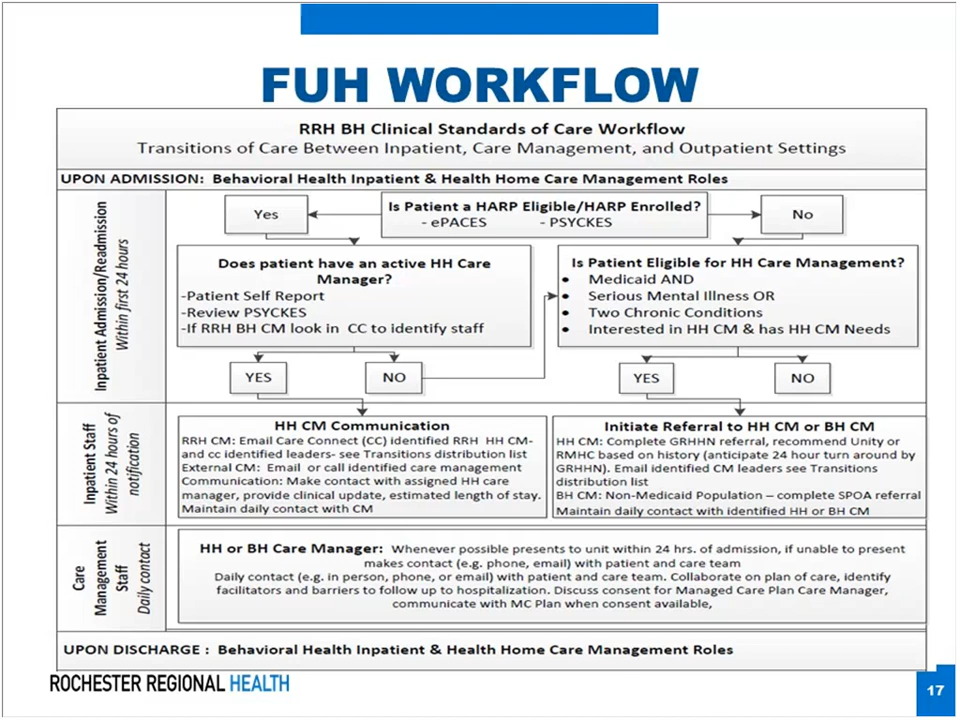 FUH WORKFLOW
RRH BH Clinical Standards of Care Workflow
Transitions of Care Between Inpatient, Care Management, and Outpatient Settings
UPON ADMISSION: Behavioral Health Inpatient & Health Home Care Management Roles
Inpatient Admission/Readmission
Within first 24 hours
Yes
Is Patient a HARP Eligible/HARP Enrolled?
- ePACES - PSYCKES
No
Does patient have an active HH Care
Manager?
-Patient Self Report
-Review PSYCKES
-If RRH BH CM look in CC to identify staff
Is Patient Eligible for HH Care Management?
• Medicaid AND
• Serious Mental Illness OR
• Two Chronic Conditions
• Interested in HH CM & has HH CM Needs
YES
NO
YES
NO
Inpatient Staff
Within 24 hours of
notification
HH CM Communication
RRH CM: Email Care Connect (CC) identified RRH HH CM-
and cc identified leaders- see Transitions distribution list
External CM: Email or call identified care management
Communication: Make contact with assigned HH care
manager, provide clinical update, estimated length of stay.
Maintain daily contact with CM
Initiate Referral to HH CM or BH CM
HH CM: Complete GRHHN referral, recommend Unity or
RMHC based on history (anticipate 24 hour turn around by
GRHHN). Email identified CM leaders see Transitions
distribution list
BH CM: Non-Medicaid Population – complete SPOA referral
Maintain daily contact with identified HH or BH CM
Care
Management
Staff
Daily contact
HH or BH Care Manager: Whenever possible presents to unit within 24 hrs. of admission, if unable to present
makes contact (e.g. phone, email) with patient and care team
Daily contact (e.g. in person, phone, or email) with patient and care team. Collaborate on plan of care, identify
facilitators and barriers to follow up to hospitalization. Discuss consent for Managed Care Plan Care Manager,
communicate with MC Plan when consent available,
UPON DISCHARGE : Behavioral Health Inpatient & Health Home Care Management Roles
ROCHESTER REGIONAL HEALTH
17